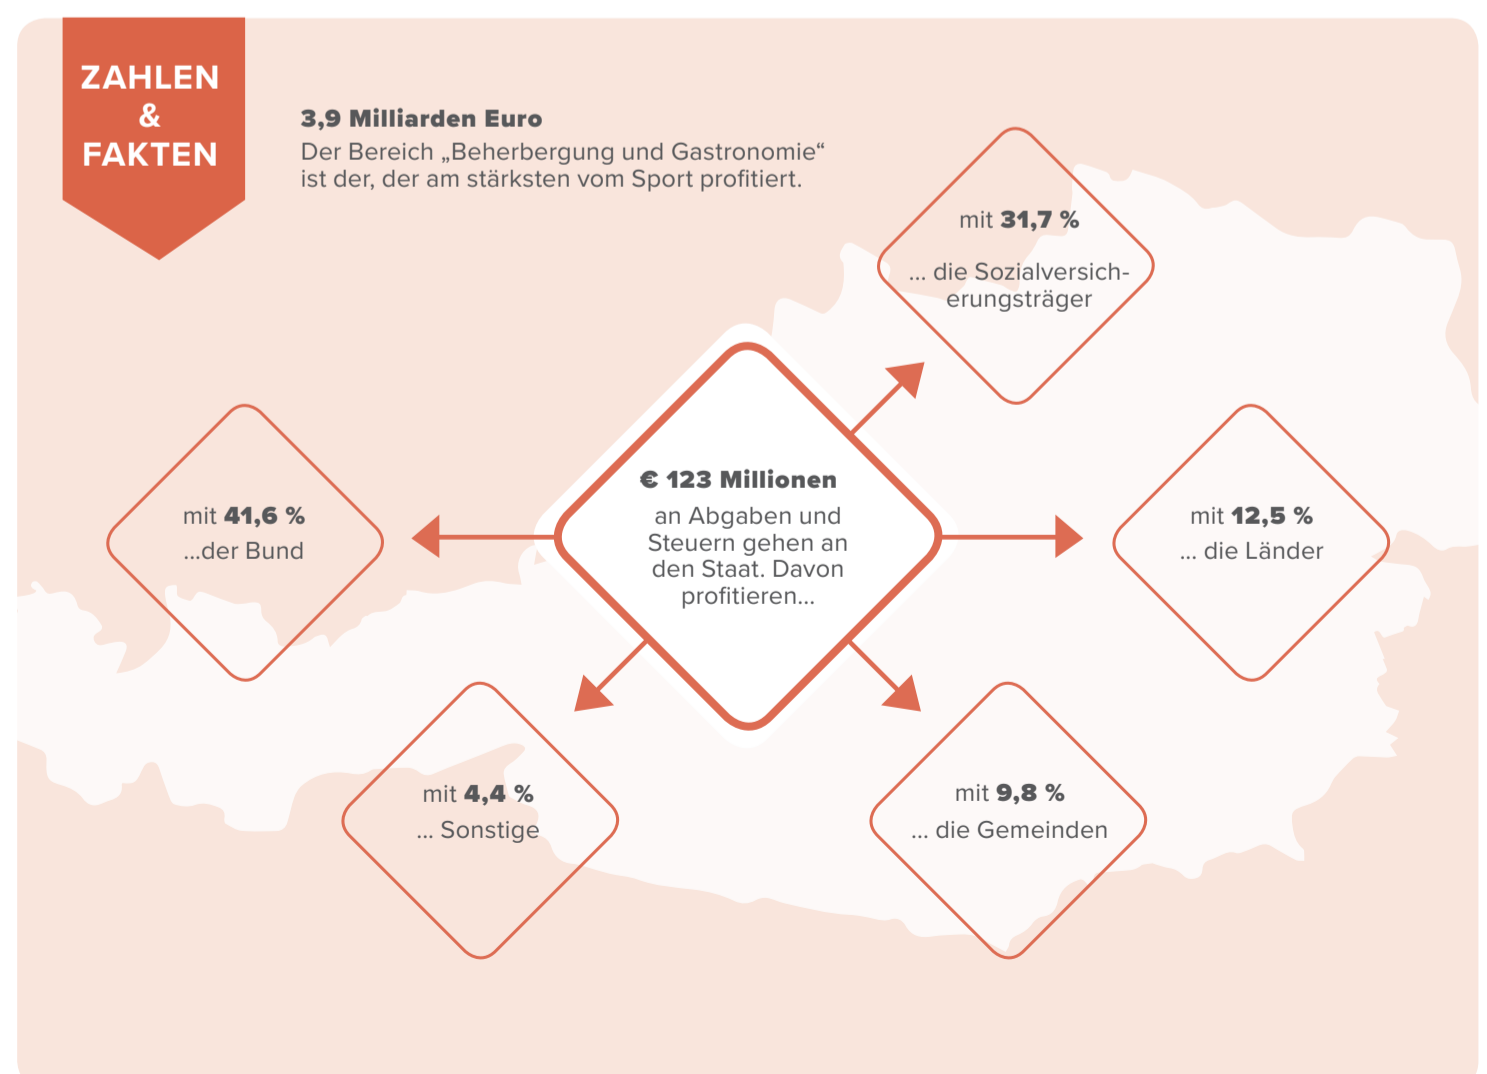 ZAHLEN
&
FAKTEN
3,9 Milliarden Euro
Der Bereich „Beherbergung und Gastronomie“
ist der, der am stärksten vom Sport profitiert.
mit 31,7 %
... die Sozialversich-
erungsträger
€ 123 Millionen
an Abgaben und
Steuern gehen an
den Staat. Davon
profitieren...
mit 41,6 %
...der Bund
mit 12,5 %
... die Länder
mit 4,4 %
... Sonstige
mit 9,8 %
... die Gemeinden